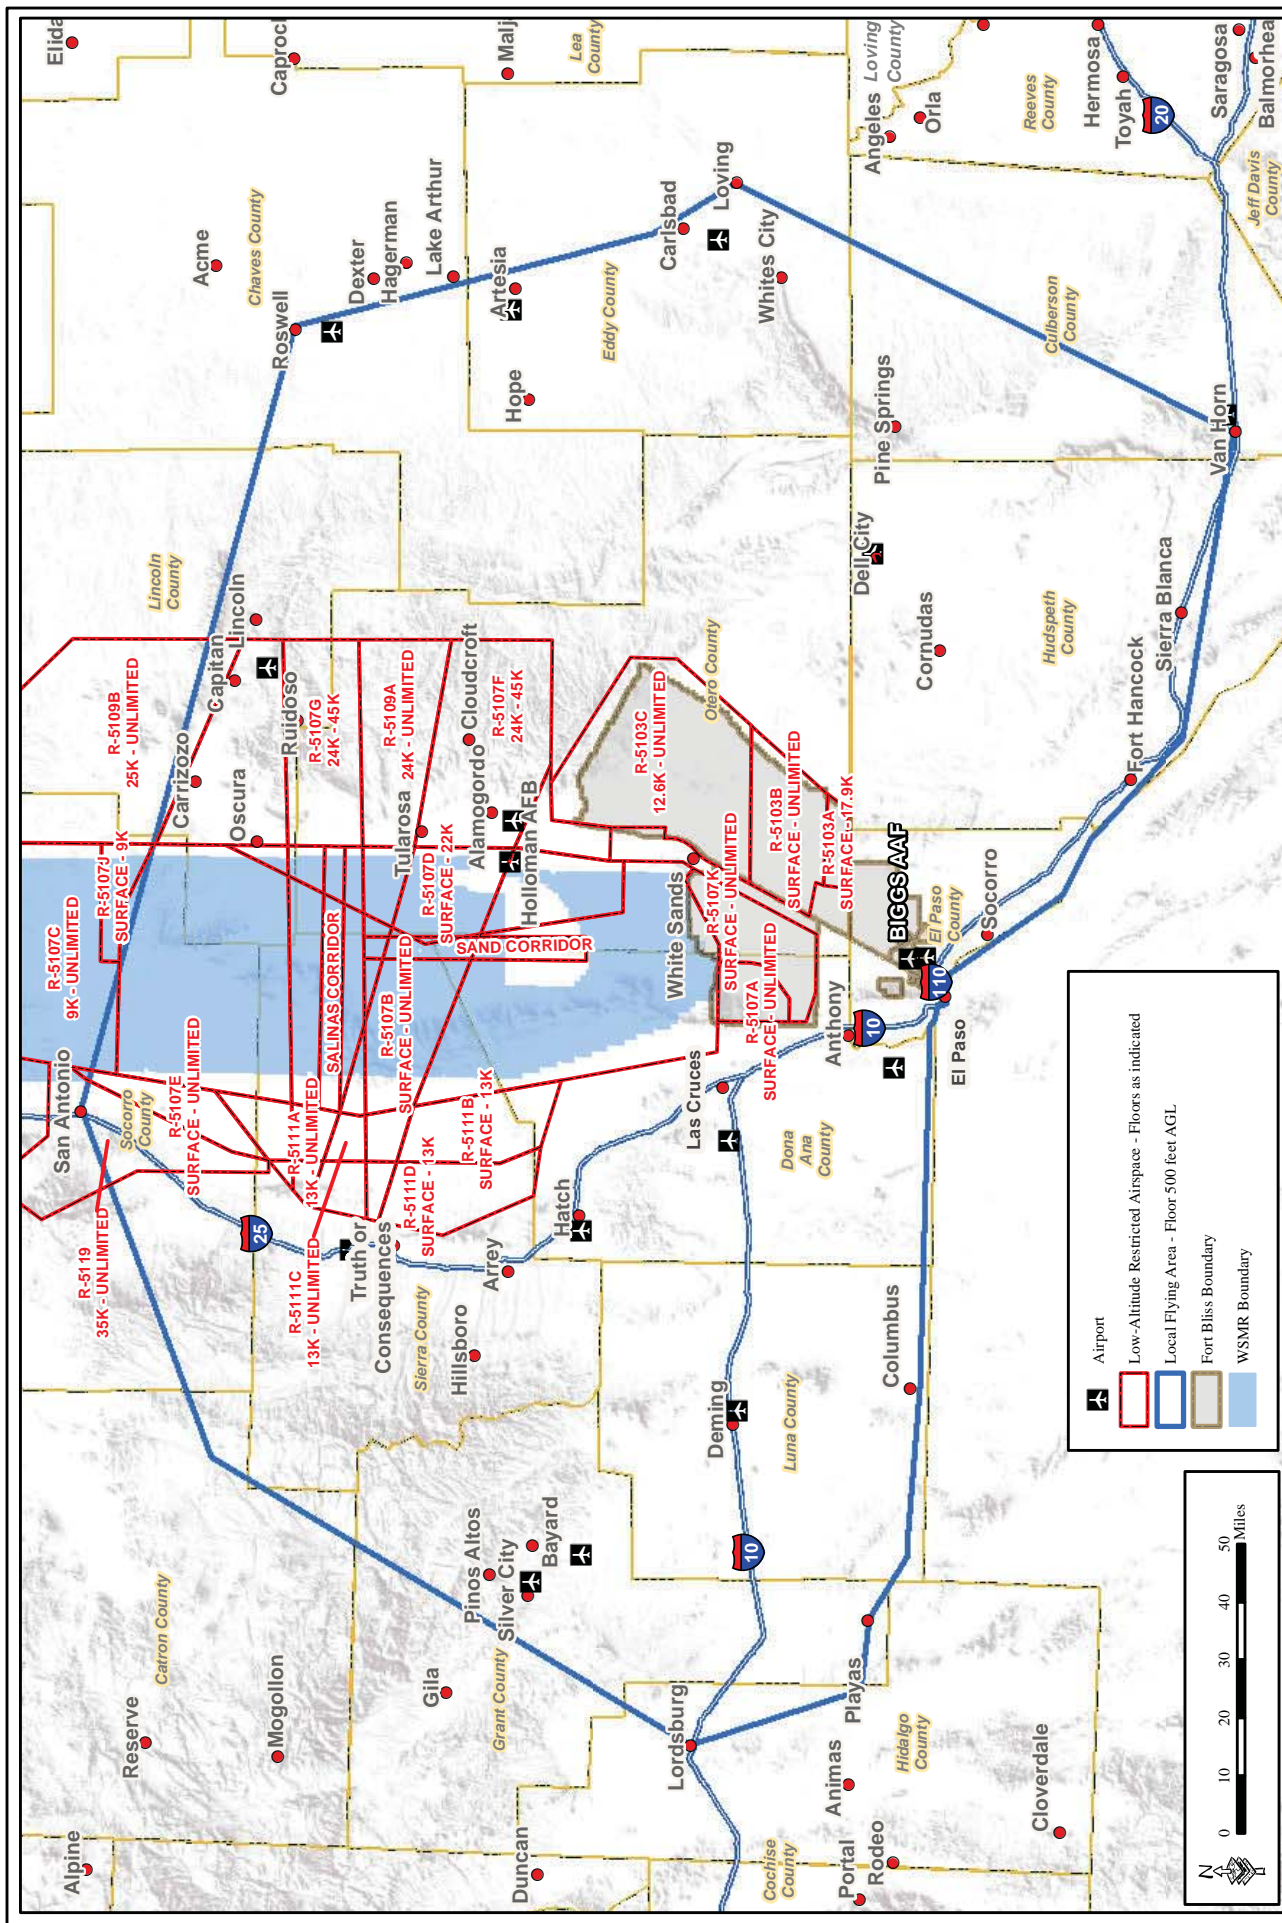 Alpine
Reserve
Mogollon
Catron County
San Antonio
Socorro
County
R-5119
35K - UNLIMITED
R-5107E
SURFACE - UNLIMITED
R-5107C
9K - UNLIMITED
R-5107J
SURFACE - 9K
R-5109B
25K - UNLIMITED
Carrizozo
Oscura
Capitan
Lincoln
Lincoln
County
Ruidoso
R-5107G
24K - 45K
Roswell
Acme
Chaves County
Elida
Caprock
Dexter
Hagerman
Lake Arthur
Artesia
Hope
Eddy County
Malj
Lea
County
25
R-5111A
13K - UNLIMITED
R-5111C
13K - UNLIMITED
SALINAS CORRIDOR
R-5107B
SURFACE - UNLIMITED
R-5109A
24K - UNLIMITED
Tularosa
R-5107D
SURFACE - 22K
Alamogordo
Holloman AFB
Cloudcroft
R-5107F
24K - 45K
SAND CORRIDOR
R-5111B
SURFACE - 13K
R-5111D
SURFACE - 13K
Truth or
Consequences
Sierra County
Hillsboro
Arrey
Hatch
Duncan
Gila
Grant County
Pinos Altos
Silver City
Bayard
Lordsburg
10
Deming
Luna County
Columbus
Las Cruces
Dona
Ana
County
White Sands
R-5107K
SURFACE - UNLIMITED
R-5107A
SURFACE - UNLIMITED
R-5103C
12.6K - UNLIMITED
R-5103B
SURFACE - UNLIMITED
R-5103A
SURFACE - 17.9K
Otero County
Carlsbad
Loving
Whites City
Angeles
Loving
County
Orla
Reeves
County
Hermosa
Toyah
20
Saragosa
Balmorhea
Jeff Davis
County
Culberson
County
Pine Springs
Van Horn
Dell City
Cornudas
Hudspeth
County
Sierra Blanca
Fort Hancock
BIGGS AAF
El Paso
County
Socorro
110
El Paso
10
Anthony
Playas
Animas
Hidalgo
County
Cloverdale
Cochise
County
Portal
Rodeo
N
0
10
20
30
40
50
Miles
Airport
Low-Altitude Restricted Airspace - Floors as indicated
Local Flying Area - Floor 500 feet AGL
Fort Bliss Boundary
WSMR Boundary